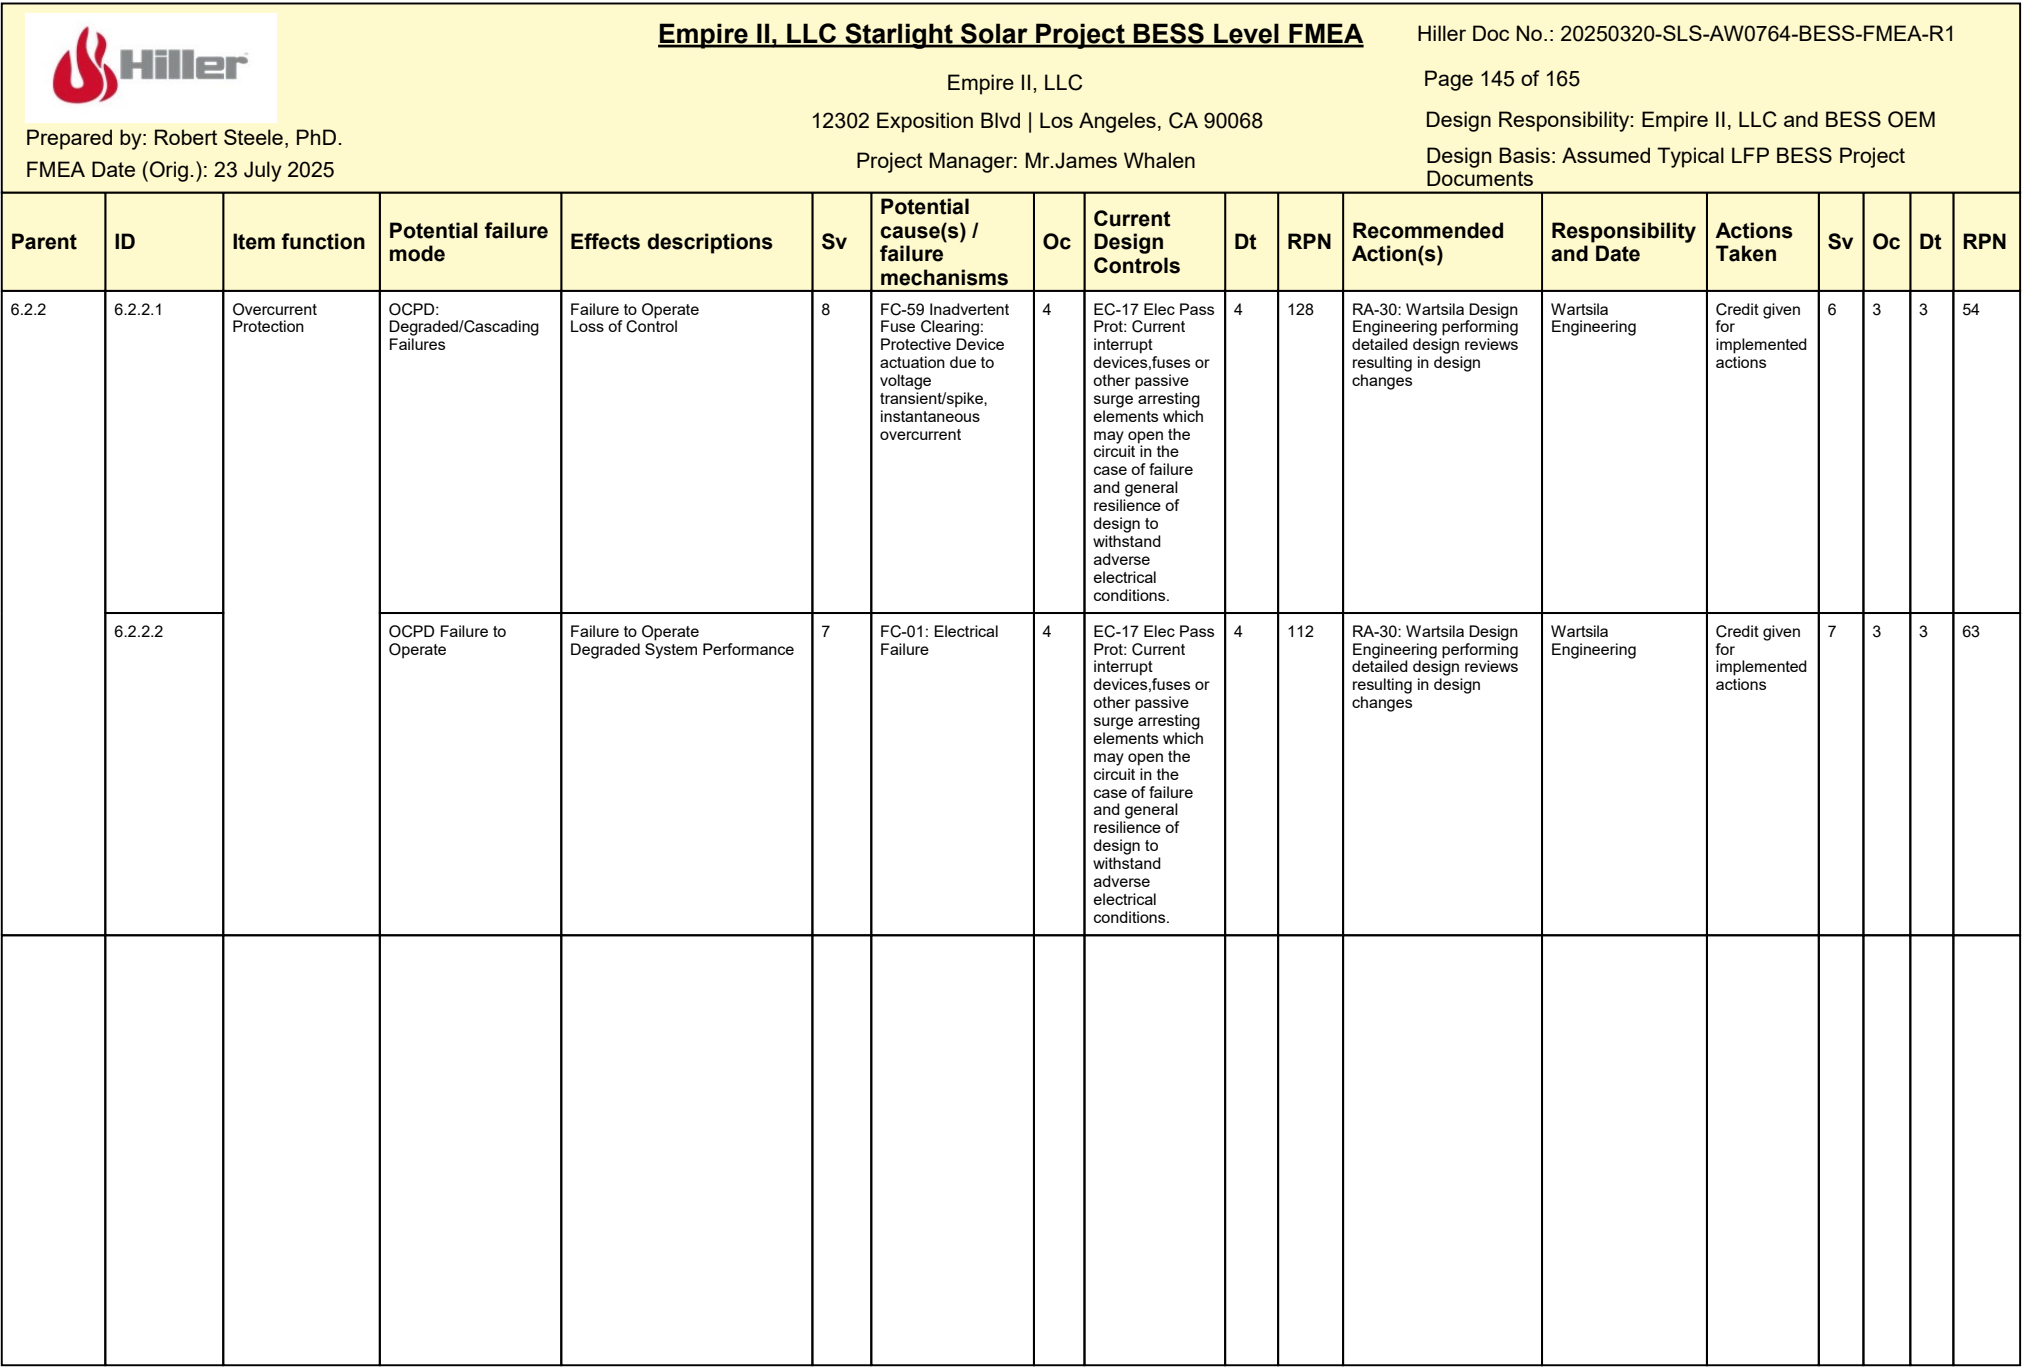 Hiller
Prepared by: Robert Steele, PhD.
FMEA Date (Orig.): 23 July 2025
Empire II, LLC Starlight Solar Project BESS Level FMEA
Empire II, LLC
12302 Exposition Blvd | Los Angeles, CA 90068
Project Manager: Mr.James Whalen
Hiller Doc No.: 20250320-SLS-AW0764-BESS-FMEA-R1
Page 145 of 165
Design Responsibility: Empire II, LLC and BESS OEM
Design Basis: Assumed Typical LFP BESS Project
Documents
Parent
ID
Item function
Potential failure
mode
Effects descriptions
Sv
Potential
cause(s) /
failure
mechanisms
Oc
Current
Design
Controls
Dt
RPN
Recommended
Action(s)
Responsibility
and Date
Actions
Taken
Sv
Oc
Dt
RPN
6.2.2
6.2.2.1
Overcurrent
Protection
OCPD:
Degraded/Cascading
Failures
Failure to Operate
Loss of Control
8
FC-59 Inadvertent
Fuse Clearing:
Protective Device
actuation due to
voltage
transient/spike,
instantaneous
overcurrent
4
EC-17 Elec Pass
Prot: Current
interrupt
devices,fuses or
other passive
surge arresting
elements which
may open the
circuit in the
case of failure
and general
resilience of
design to
withstand
adverse
electrical
conditions.
4
128
RA-30: Wartsila Design
Engineering performing
detailed design reviews
resulting in design
changes
Wartsila
Engineering
Credit given
for
implemented
actions
6
3
3
54
6.2.2.2
OCPD Failure to
Operate
Failure to Operate
Degraded System Performance
7
FC-01: Electrical
Failure
4
EC-17 Elec Pass
Prot: Current
interrupt
devices,fuses or
other passive
surge arresting
elements which
may open the
circuit in the
case of failure
and general
resilience of
design to
withstand
adverse
electrical
conditions.
4
112
RA-30: Wartsila Design
Engineering performing
detailed design reviews
resulting in design
changes
Wartsila
Engineering
Credit given
for
implemented
actions
7
3
3
63